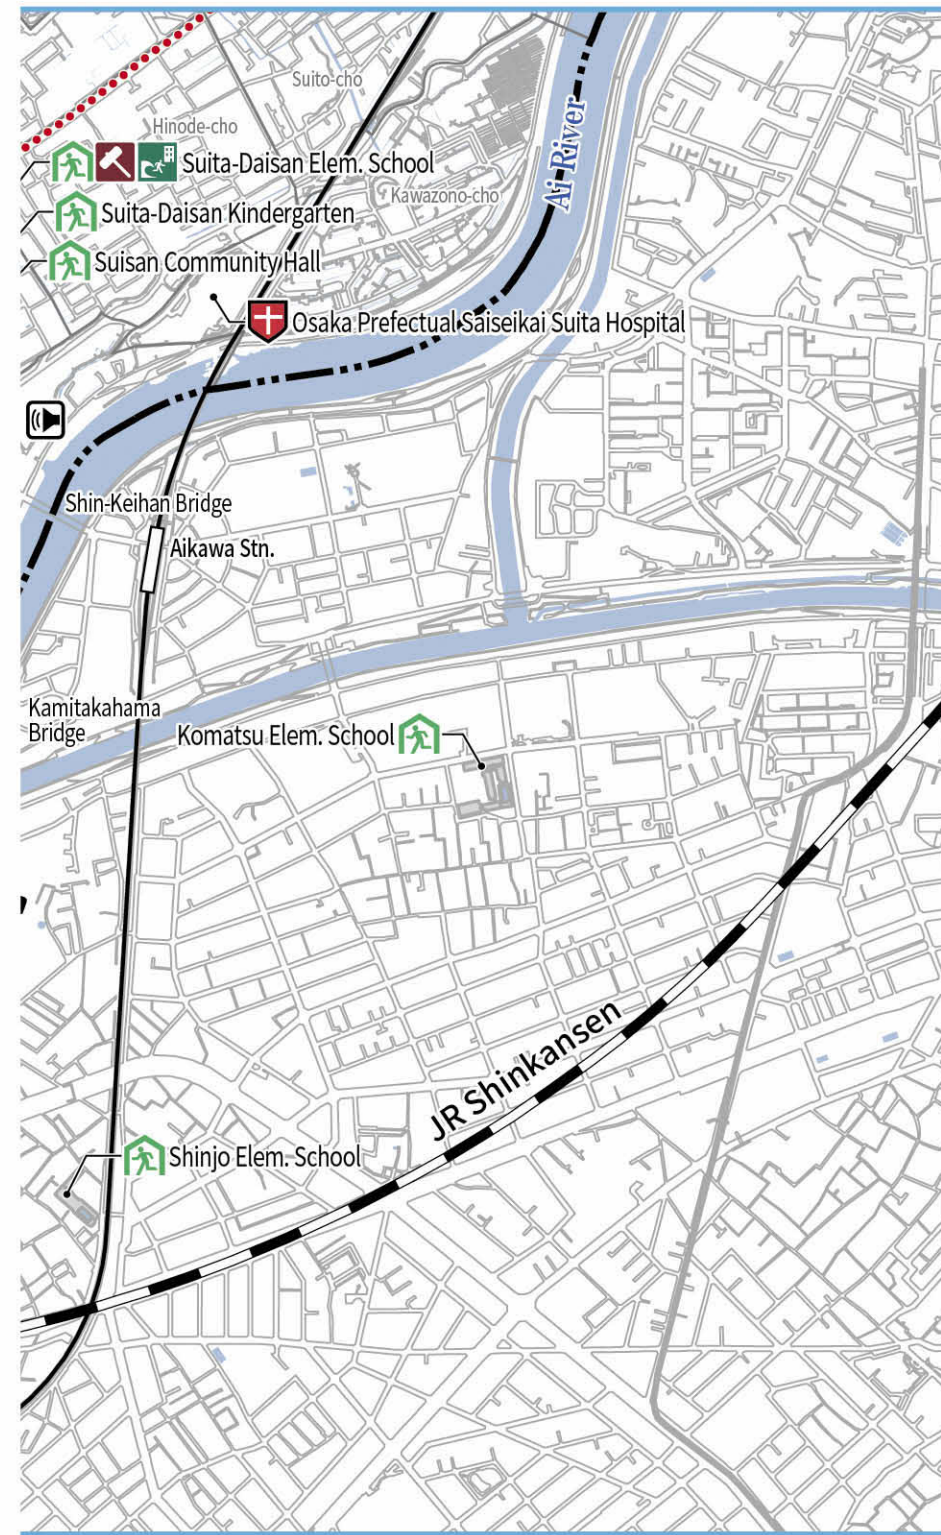 Suito-cho
Hinode-cho
Suita-Daisan Elem. School
Ai River
Kawazono-cho
Suita-Daisan Kindergarten
Suisan Community Hall
Osaka Prefectual Saiseikai Suita Hospital
Shin-Keihan Bridge
Aikawa Stn.
Kamitakahama
Bridge
Komatsu Elem. School
JR Shinkansen
Shinjo Elem. School